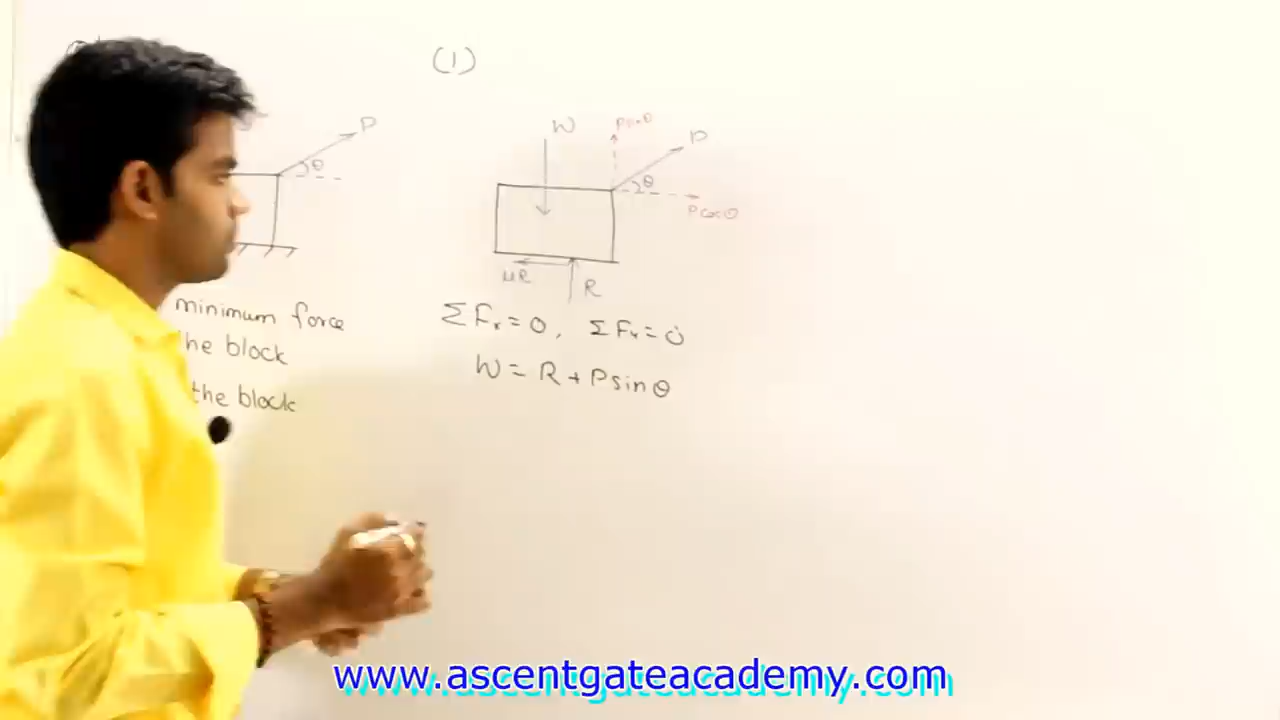 (1)
P
θ
minimum force
the block
the block
W
Psinθ
P
θ
Pcosθ
μR
R
ΣFx = 0, ΣFy = 0
W = R + Psinθ
www.ascentgateacademy.com